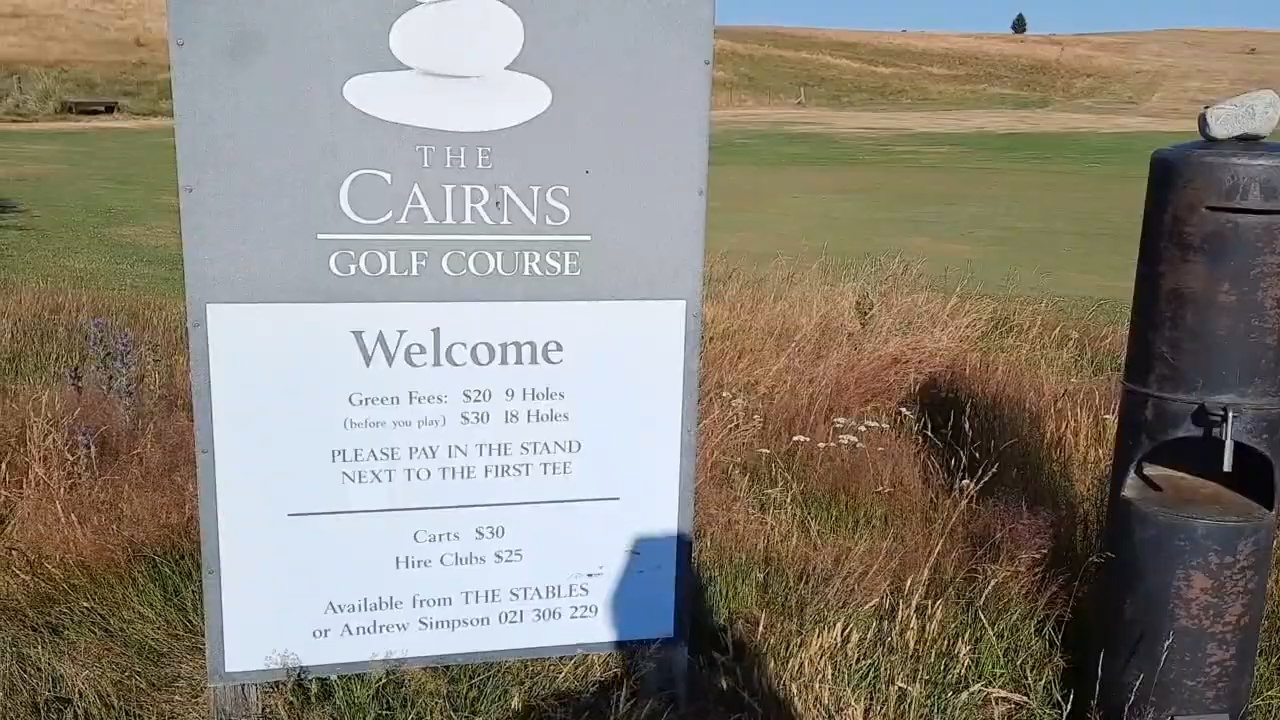 THE
CAIRNS
GOLF COURSE
Welcome
Green Fees: $20 9 Holes
(before you play) $30 18 Holes
PLEASE PAY IN THE STAND
NEXT TO THE FIRST TEE
Carts $30
Hire Clubs $25
Available from THE STABLES
or Andrew Simpson 021 306 229